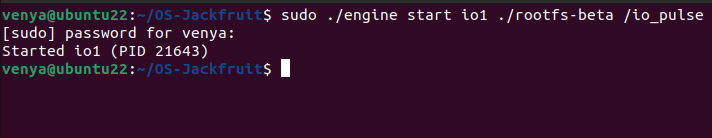 venya@ubuntu22:~/OS-Jackfruit$ sudo ./engine start io1 ./rootfs-beta /io_pulse
[sudo] password for venya:
Started io1 (PID 21643)
venya@ubuntu22:~/OS-Jackfruit$